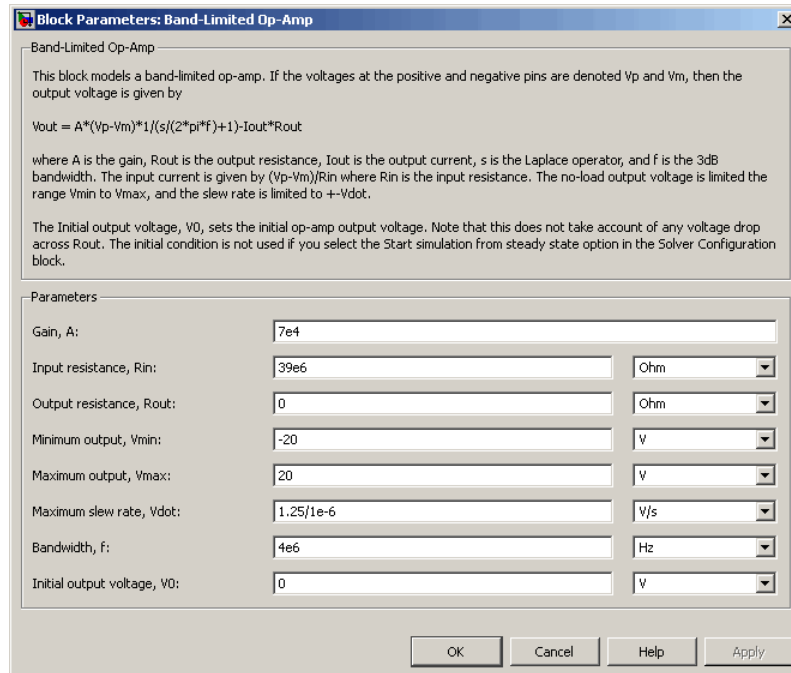 Block Parameters: Band-Limited Op-Amp
Band-Limited Op-Amp
This block models a band-limited op-amp. If the voltages at the positive and negative pins are denoted Vp and Vm, then the
output voltage is given by
Vout = A*(Vp-Vm)*1/(s/(2*pi*f)+1)-Iout*Rout
where A is the gain, Rout is the output resistance, Iout is the output current, s is the Laplace operator, and f is the 3dB
bandwidth. The input current is given by (Vp-Vm)/Rin where Rin is the input resistance. The no-load output voltage is limited the
range Vmin to Vmax, and the slew rate is limited to +-Vdot.
The Initial output voltage, V0, sets the initial op-amp output voltage. Note that this does not take account of any voltage drop
across Rout. The initial condition is not used if you select the Start simulation from steady state option in the Solver Configuration
block.
Parameters
Gain, A: 7e4
Input resistance, Rin: 39e6 Ohm
Output resistance, Rout: 0 Ohm
Minimum output, Vmin: -20 V
Maximum output, Vmax: 20 V
Maximum slew rate, Vdot: 1.25/1e-6 V/s
Bandwidth, f: 4e6 Hz
Initial output voltage, V0: 0 V
OK Cancel Help Apply